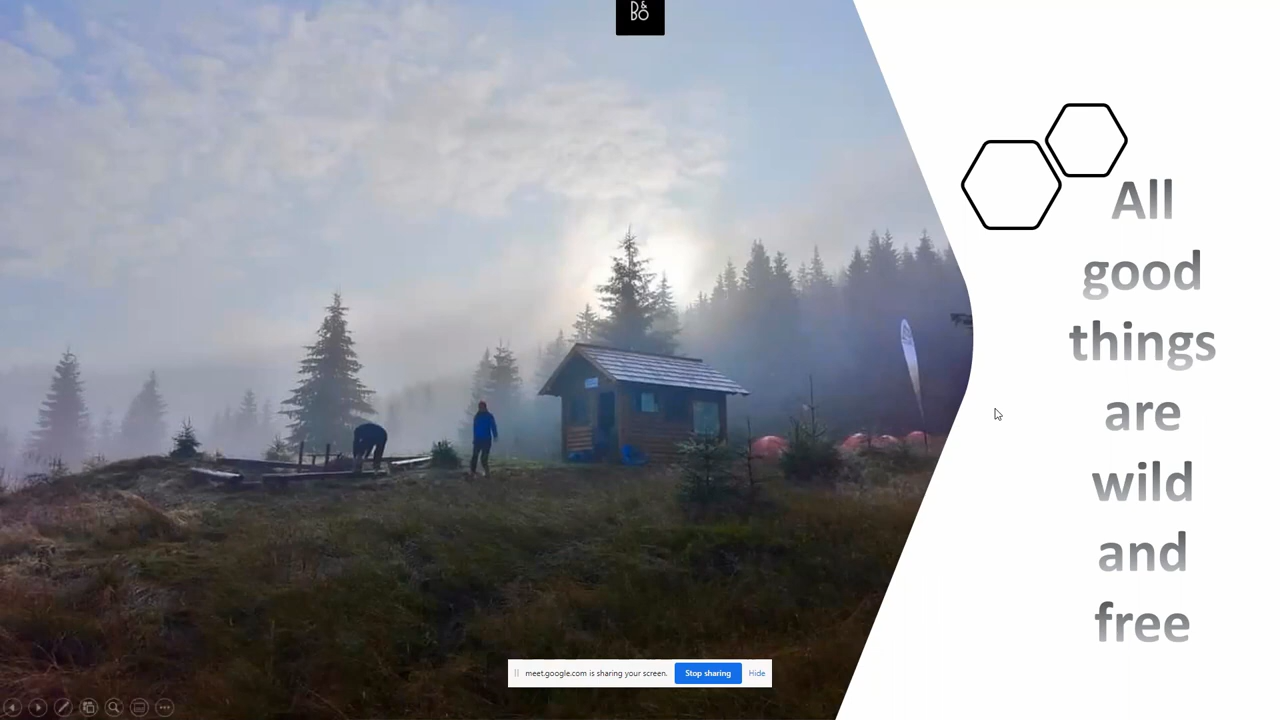 B&O
All
good
things
are
wild
and
free
meet.google.com is sharing your screen. Stop sharing Hide